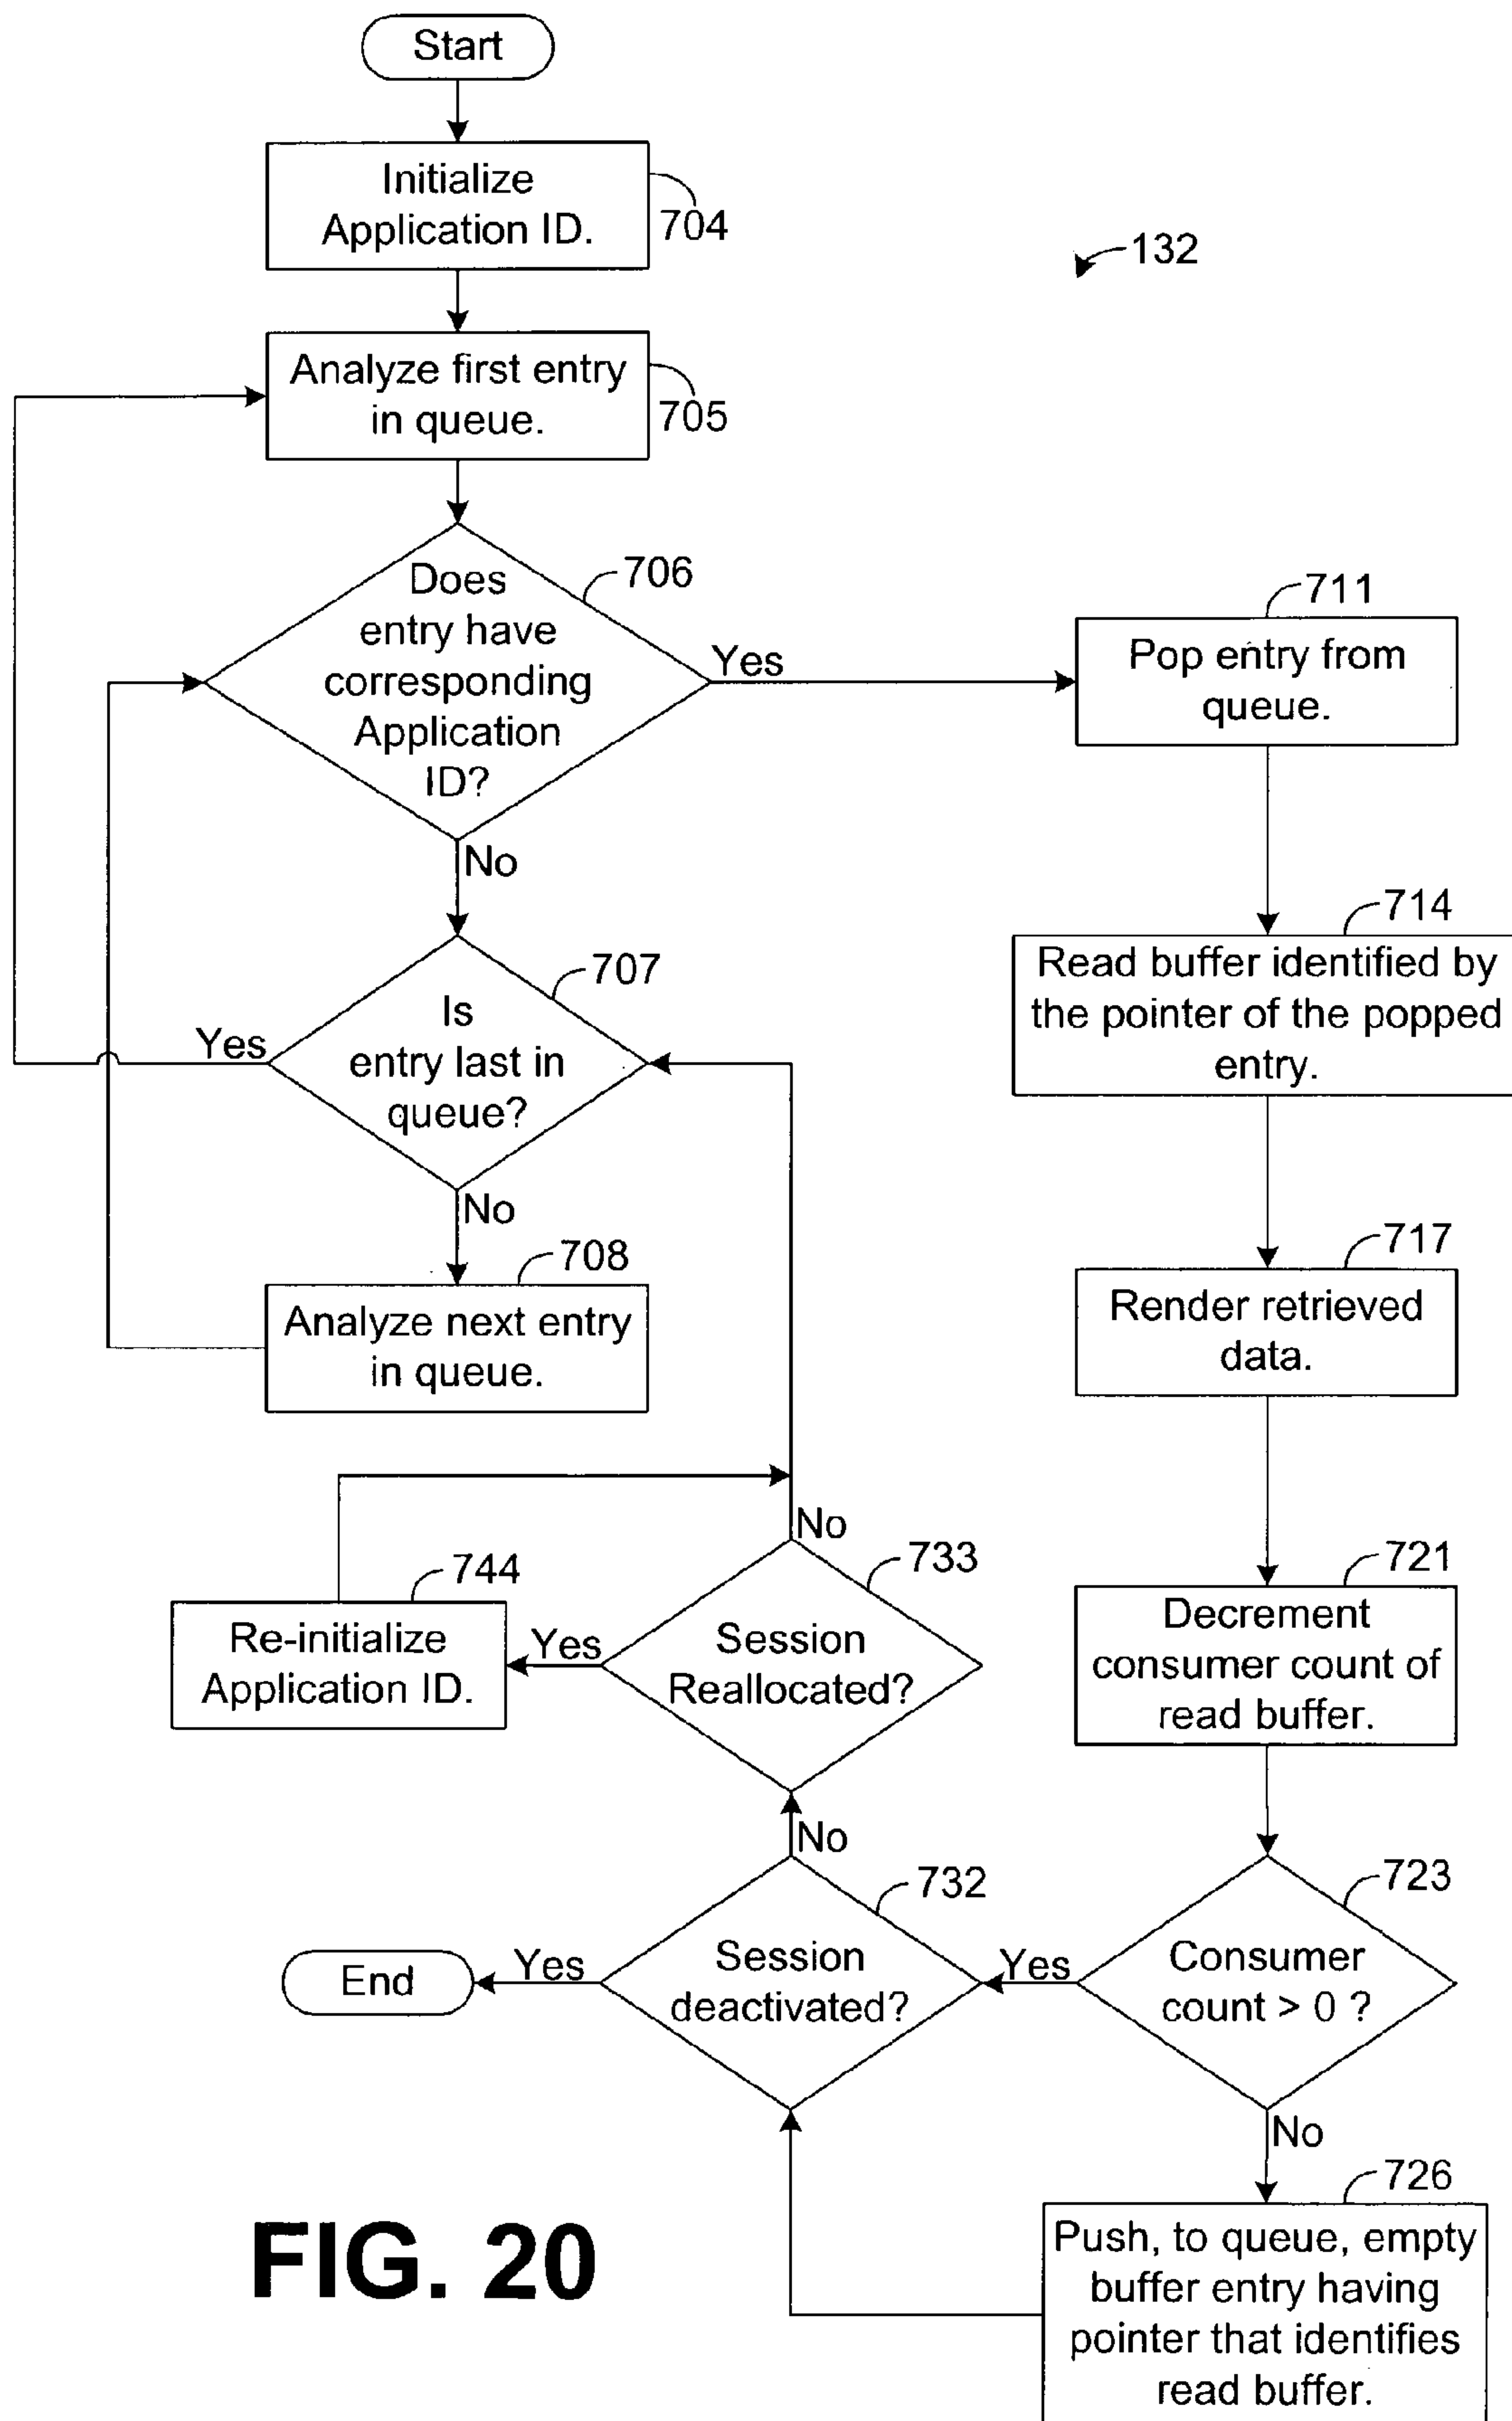 Start
Initialize
Application ID.
704
132
Analyze first entry
in queue.
705
Does
entry have
corresponding
Application
ID?
706
Yes
711
Pop entry from
queue.
No
714
Read buffer identified by
the pointer of the popped
entry.
707
Is
entry last in
queue?
Yes
No
708
Analyze next entry
in queue.
717
Render retrieved
data.
No
733
744
Re-initialize
Application ID.
Yes
Session
Reallocated?
721
Decrement
consumer count of
read buffer.
No
732
723
End
Yes
Session
deactivated?
Yes
Consumer
count > 0 ?
No
726
Push, to queue, empty
buffer entry having
pointer that identifies
read buffer.
FIG. 20